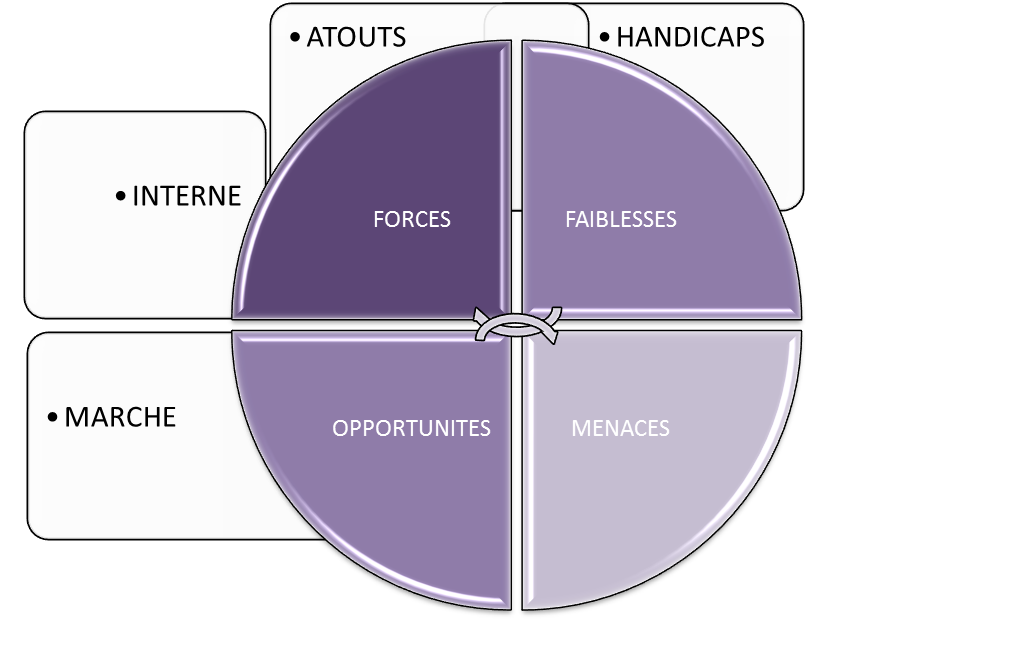 • ATOUTS
• HANDICAPS
• INTERNE
FORCES
FAIBLESSES
• MARCHE
OPPORTUNITES
MENACES